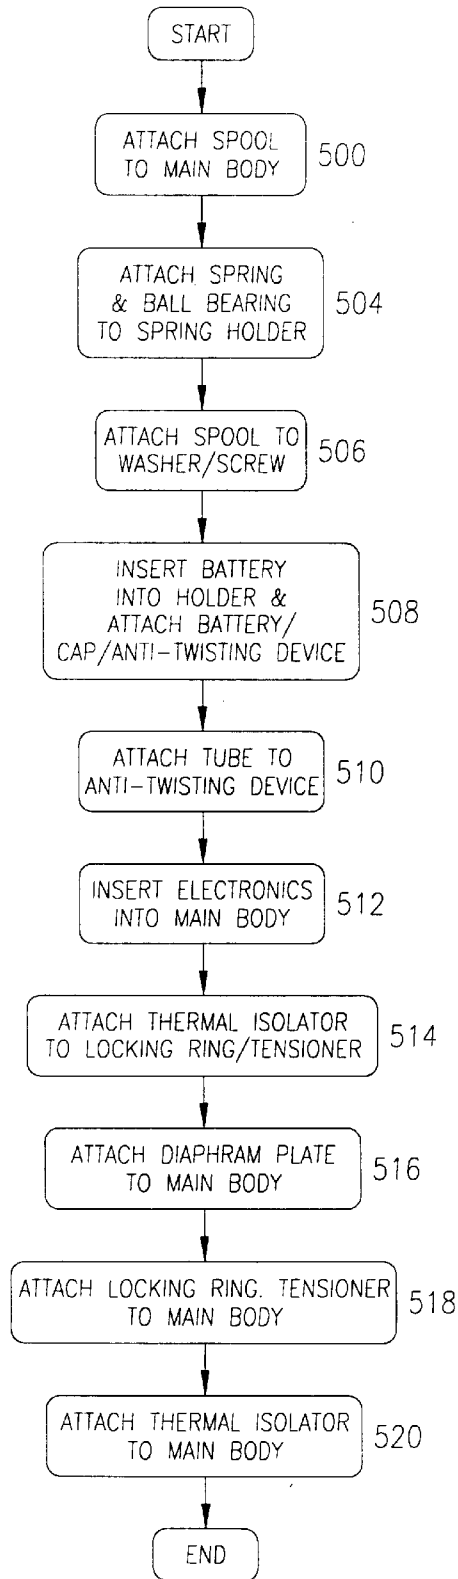 START
ATTACH SPOOL
TO MAIN BODY
500
ATTACH SPRING
& BALL BEARING
TO SPRING HOLDER
504
ATTACH SPOOL TO
WASHER/SCREW
506
INSERT BATTERY
INTO HOLDER &
ATTACH BATTERY/
CAP/ANTI-TWISTING DEVICE
508
ATTACH TUBE TO
ANTI-TWISTING DEVICE
510
INSERT ELECTRONICS
INTO MAIN BODY
512
ATTACH THERMAL ISOLATOR
TO LOCKING RING/TENSIONER
514
ATTACH DIAPHRAM PLATE
TO MAIN BODY
516
ATTACH LOCKING RING. TENSIONER
TO MAIN BODY
518
ATTACH THERMAL ISOLATOR
TO MAIN BODY
520
END